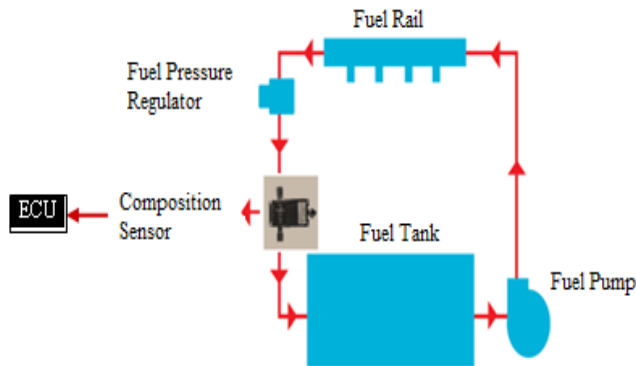 Fuel Rail
Fuel Pressure
Regulator
ECU
Composition
Sensor
Fuel Tank
Fuel Pump